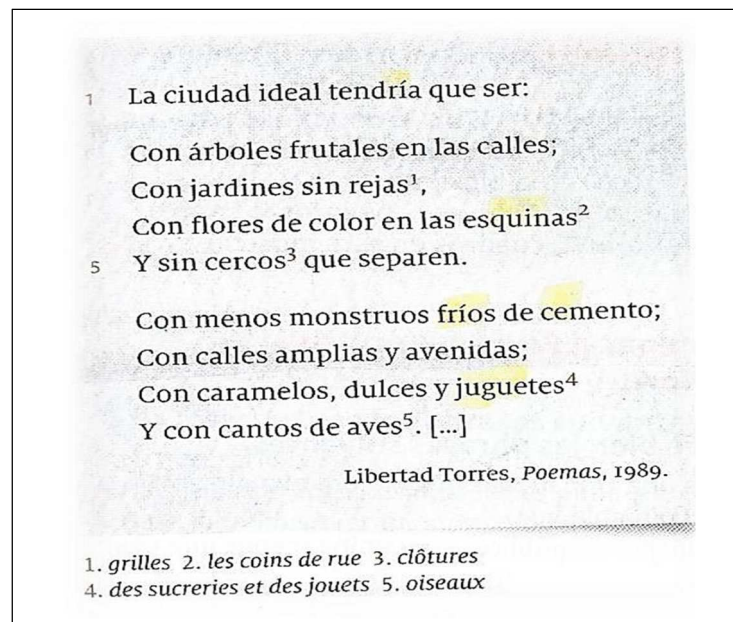 1 La ciudad ideal tendría que ser:
Con árboles frutales en las calles;
Con jardines sin rejas¹,
Con flores de color en las esquinas²
5 Y sin cercos³ que separen.
Con menos monstruos fríos de cemento;
Con calles amplias y avenidas;
Con caramelos, dulces y juguetes⁴
Y con cantos de aves⁵. [...]
Libertad Torres, Poemas, 1989.
1. grilles 2. les coins de rue 3. clôtures
4. des sucreries et des jouets 5. oiseaux